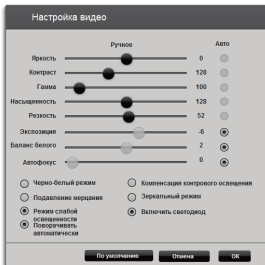 Настройка видео
Ручное Авто
Яркость 0
Контраст 128
Гамма 100
Насыщенность 128
Резкость 52
Экспозиция -6
Баланс белого 2
Автофокус 0
Черно-белый режим Компенсация контрового освещения
Подавление мерцания Зеркальный режим
Режим слабой освещенности Включить светодиод
Поворачивать автоматически
По умолчанию Отмена ОК